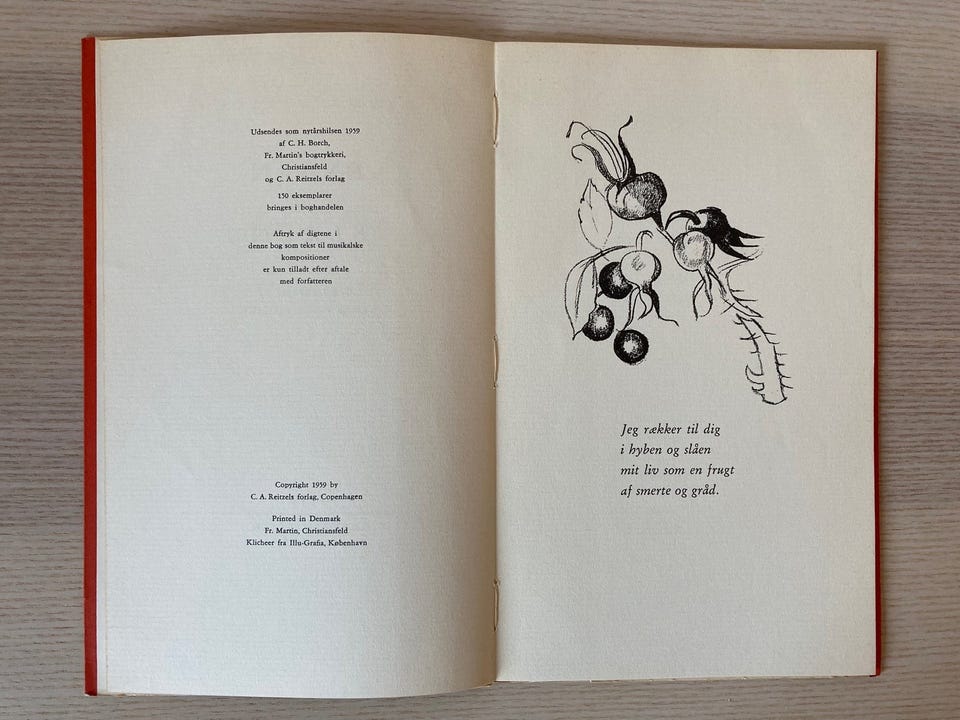 Udsendes som nytårshilsen 1959
af C. H. Borch,
Fr. Martin's bogtrykkeri,
Christiansfeld
og C. A. Reitzels forlag
150 eksemplarer
bringes i boghandelen
Aftryk af digtene i
denne bog som tekst til musikalske
kompositioner
er kun tilladt efter aftale
med forfatteren
Copyright 1959 by
C. A. Reitzels forlag, Copenhagen
Printed in Denmark
Fr. Martin, Christiansfeld
Klicheer fra Illu-Grafia, København
Jeg rækker til dig
i hyben og slåen
mit liv som en frugt
af smerte og gråd.